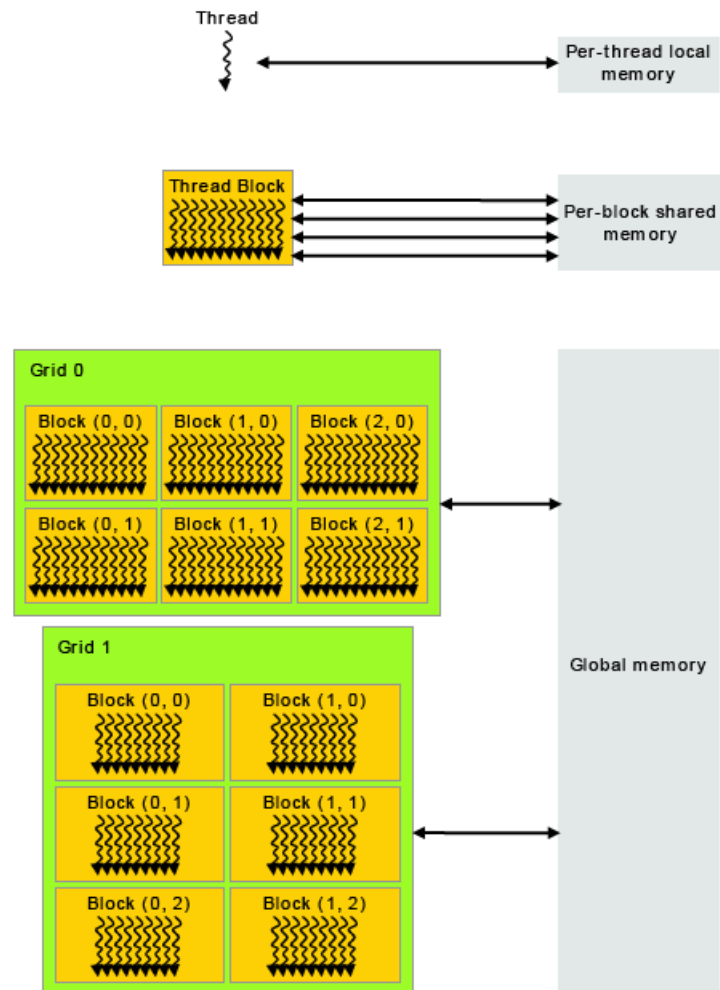 Thread
Per-thread local
memory
Thread Block
Per-block shared
memory
Grid 0
Block (0, 0) Block (1, 0) Block (2, 0)
Block (0, 1) Block (1, 1) Block (2, 1)
Grid 1
Global memory
Block (0, 0) Block (1, 0)
Block (0, 1) Block (1, 1)
Block (0, 2) Block (1, 2)